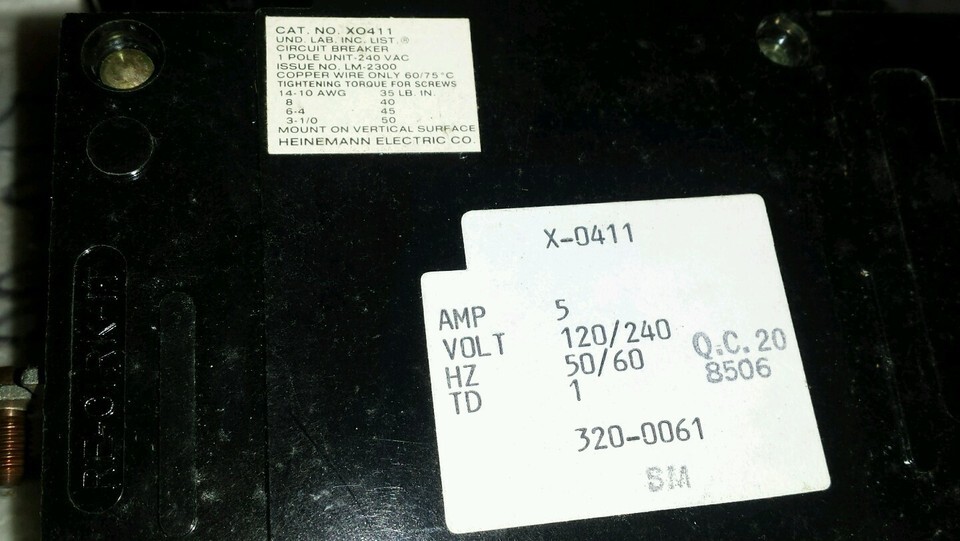 CAT. NO. XO411
UND. LAB. INC. LIST.®
CIRCUIT BREAKER
1 POLE UNIT-240 VAC
ISSUE NO. LM-2300
COPPER WIRE ONLY 60/75°C
TIGHTENING TORQUE FOR SCREWS
14-10 AWG 35 LB. IN.
8 40
6-4 45
3-1/0 50
MOUNT ON VERTICAL SURFACE
HEINEMANN ELECTRIC CO.
X-0411
AMP 5
VOLT 120/240
HZ 50/60
TD 1
Q.C. 20
8506
320-0061
SM